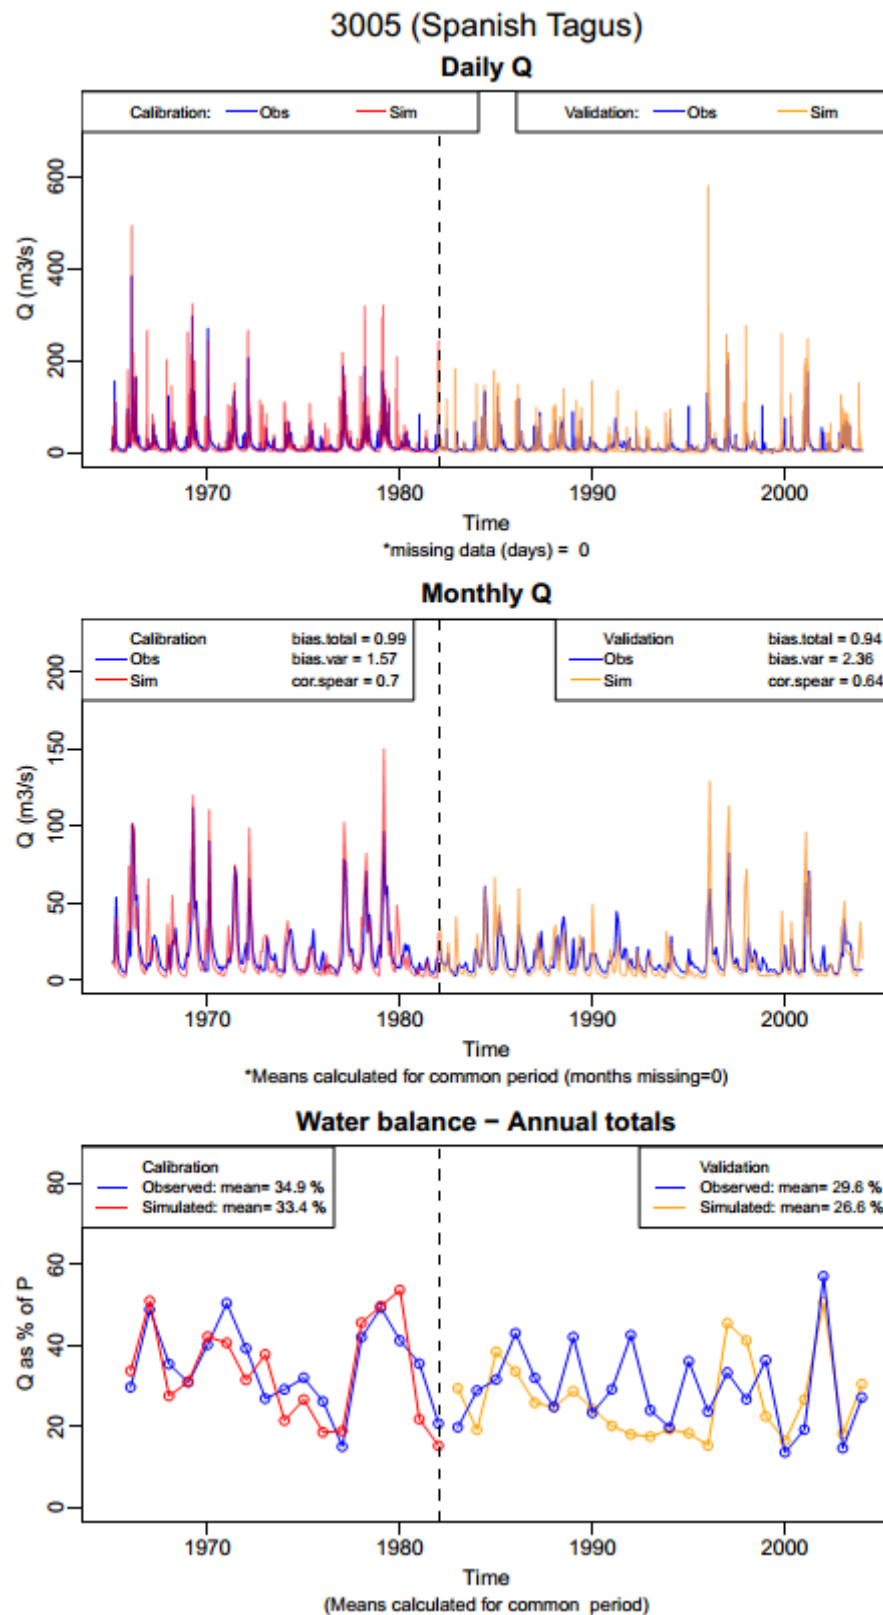 3005 (Spanish Tagus)
Daily Q
Calibration: Obs Sim Validation: Obs Sim
Q (m3/s)
600
400
200
0
1970 1980 1990 2000
Time
*missing data (days) = 0
Monthly Q
Calibration bias.total = 0.99
Obs bias.var = 1.57
Sim cor.spear = 0.7
Validation bias.total = 0.94
Obs bias.var = 2.36
Sim cor.spear = 0.64
Q (m3/s)
200
150
100
50
0
1970 1980 1990 2000
Time
*Means calculated for common period (months missing=0)
Water balance − Annual totals
Calibration
Observed: mean= 34.9 %
Simulated: mean= 33.4 %
Validation
Observed: mean= 29.6 %
Simulated: mean= 26.6 %
Q as % of P
80
60
40
20
0
1970 1980 1990 2000
Time
(Means calculated for common period)